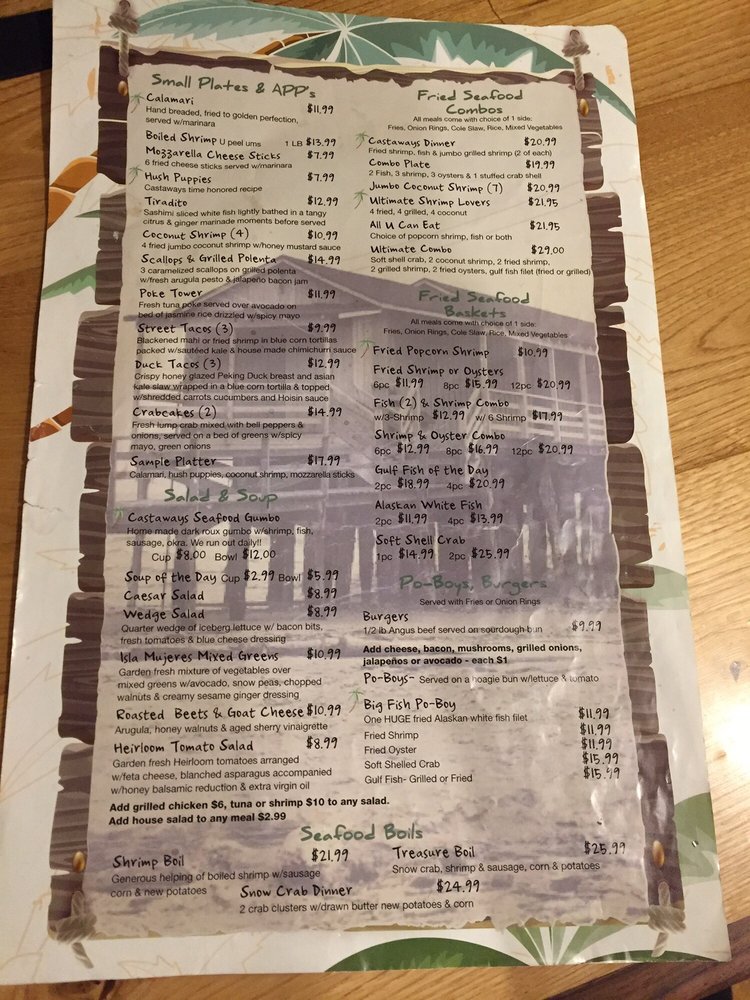 Small Plates & APP's
Calamari $11.99
Hand breaded, fried to golden perfection,
served w/marinara
Boiled Shrimp U peel ums 1 LB $13.99
Mozzarella Cheese Sticks $7.99
6 fried cheese sticks served w/marinara
Hush Puppies $7.99
Castaways time honored recipe
Tiradito $12.99
Sashimi sliced white fish lightly bathed in a tangy
citrus & ginger marinade moments before served
Coconut Shrimp (4) $10.99
4 fried jumbo coconut shrimp w/honey mustard sauce
Scallops & Grilled Polenta $14.99
3 caramelized scallops on grilled polenta
w/fresh arugula pesto & jalapeño bacon jam
Poke Tower $11.99
Fresh tuna poke served over avocado on
bed of jasmine rice drizzled w/spicy mayo
Street Tacos (3) $9.99
Blackened mahi or fried shrimp in blue corn tortillas
packed w/sautéed kale & house made chimichurri sauce
Duck Tacos (3) $12.99
Crispy honey glazed Peking Duck breast and asian
kale slaw wrapped in a blue corn tortilla & topped
w/shredded carrots cucumbers and Hoisin sauce
Crabcakes (2) $14.99
Fresh lump crab mixed with bell peppers &
onions, served on a bed of greens w/spicy
mayo, green onions
Sample Platter $17.99
Calamari, hush puppies, coconut shrimp, mozzarella sticks
Salad & Soup
Castaways Seafood Gumbo
Home made dark roux gumbo w/shrimp, fish,
sausage, okra. We run out daily!!
Cup $8.00 Bowl $12.00
Soup of the Day Cup $2.99 Bowl $5.99
Caesar Salad $8.99
Wedge Salad $8.99
Quarter wedge of iceberg lettuce w/ bacon bits,
fresh tomatoes & blue cheese dressing
Isla Mujeres Mixed Greens $10.99
Garden fresh mixture of vegetables over
mixed greens w/avocado, snow peas, chopped
walnuts & creamy sesame ginger dressing
Roasted Beets & Goat Cheese $10.99
Arugula, honey walnuts & aged sherry vinaigrette
Heirloom Tomato Salad $8.99
Garden fresh Heirloom tomatoes arranged
w/feta cheese, blanched asparagus accompanied
w/honey balsamic reduction & extra virgin oil
Add grilled chicken $6, tuna or shrimp $10 to any salad.
Add house salad to any meal $2.99
Fried Seafood
Combos
All meals come with choice of 1 side:
Fries, Onion Rings, Cole Slaw, Rice, Mixed Vegetables
Castaways Dinner $20.99
Fried shrimp, fish & jumbo grilled shrimp (2 of each)
Combo Plate $19.99
2 Fish, 3 shrimp, 3 oysters & 1 stuffed crab shell
Jumbo Coconut Shrimp (7) $20.99
Ultimate Shrimp Lovers $21.95
4 fried, 4 grilled, 4 coconut
All U Can Eat $21.95
Choice of popcorn shrimp, fish or both
Ultimate Combo $29.00
Soft shell crab, 2 coconut shrimp, 2 fried shrimp,
2 grilled shrimp, 2 fried oysters, gulf fish filet (fried or grilled)
Fried Seafood
Baskets
All meals come with choice of 1 side:
Fries, Onion Rings, Cole Slaw, Rice, Mixed Vegetables
Fried Popcorn Shrimp $10.99
Fried Shrimp or Oysters
6pc $11.99 8pc $15.99 12pc $20.99
Fish (2) & Shrimp Combo
w/3 Shrimp $12.99 w/ 6 Shrimp $17.99
Shrimp & Oyster Combo
6pc $12.99 8pc $16.99 12pc $20.99
Gulf Fish of the Day
2pc $18.99 4pc $20.99
Alaskan White Fish
2pc $11.99 4pc $13.99
Soft Shell Crab
1pc $14.99 2pc $25.99
Po-Boys, Burgers
Served with Fries or Onion Rings
Burgers $9.99
1/2 lb Angus beef served on sourdough bun
Add cheese, bacon, mushrooms, grilled onions,
jalapeños or avocado - each $1
Po-Boys- Served on a hoagie bun w/lettuce & tomato
Big Fish Po-Boy
One HUGE fried Alaskan white fish filet $11.99
Fried Shrimp $11.99
Fried Oyster $11.99
Soft Shelled Crab $15.99
Gulf Fish- Grilled or Fried $15.99
Seafood Boils
Shrimp Boil $21.99
Generous helping of boiled shrimp w/sausage
corn & new potatoes
Treasure Boil $25.99
Snow crab, shrimp & sausage, corn & potatoes
Snow Crab Dinner $24.99
2 crab clusters w/drawn butter new potatoes & corn